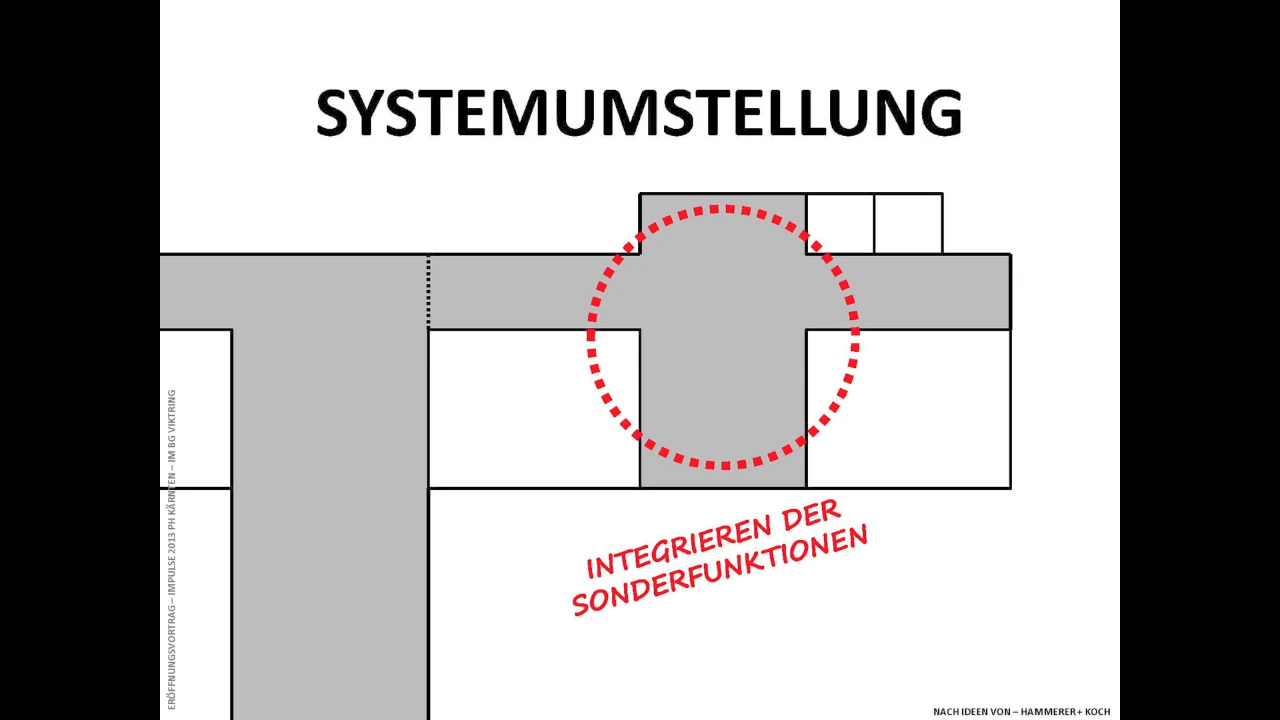 SYSTEMUMSTELLUNG
INTEGRIEREN DER
SONDERFUNKTIONEN
ERÖFFNUNGSVORTRAG – IMPULSE 2013 PH KÄRNTEN – IM BG VIKTRING
NACH IDEEN VON – HAMMERER + KOCH